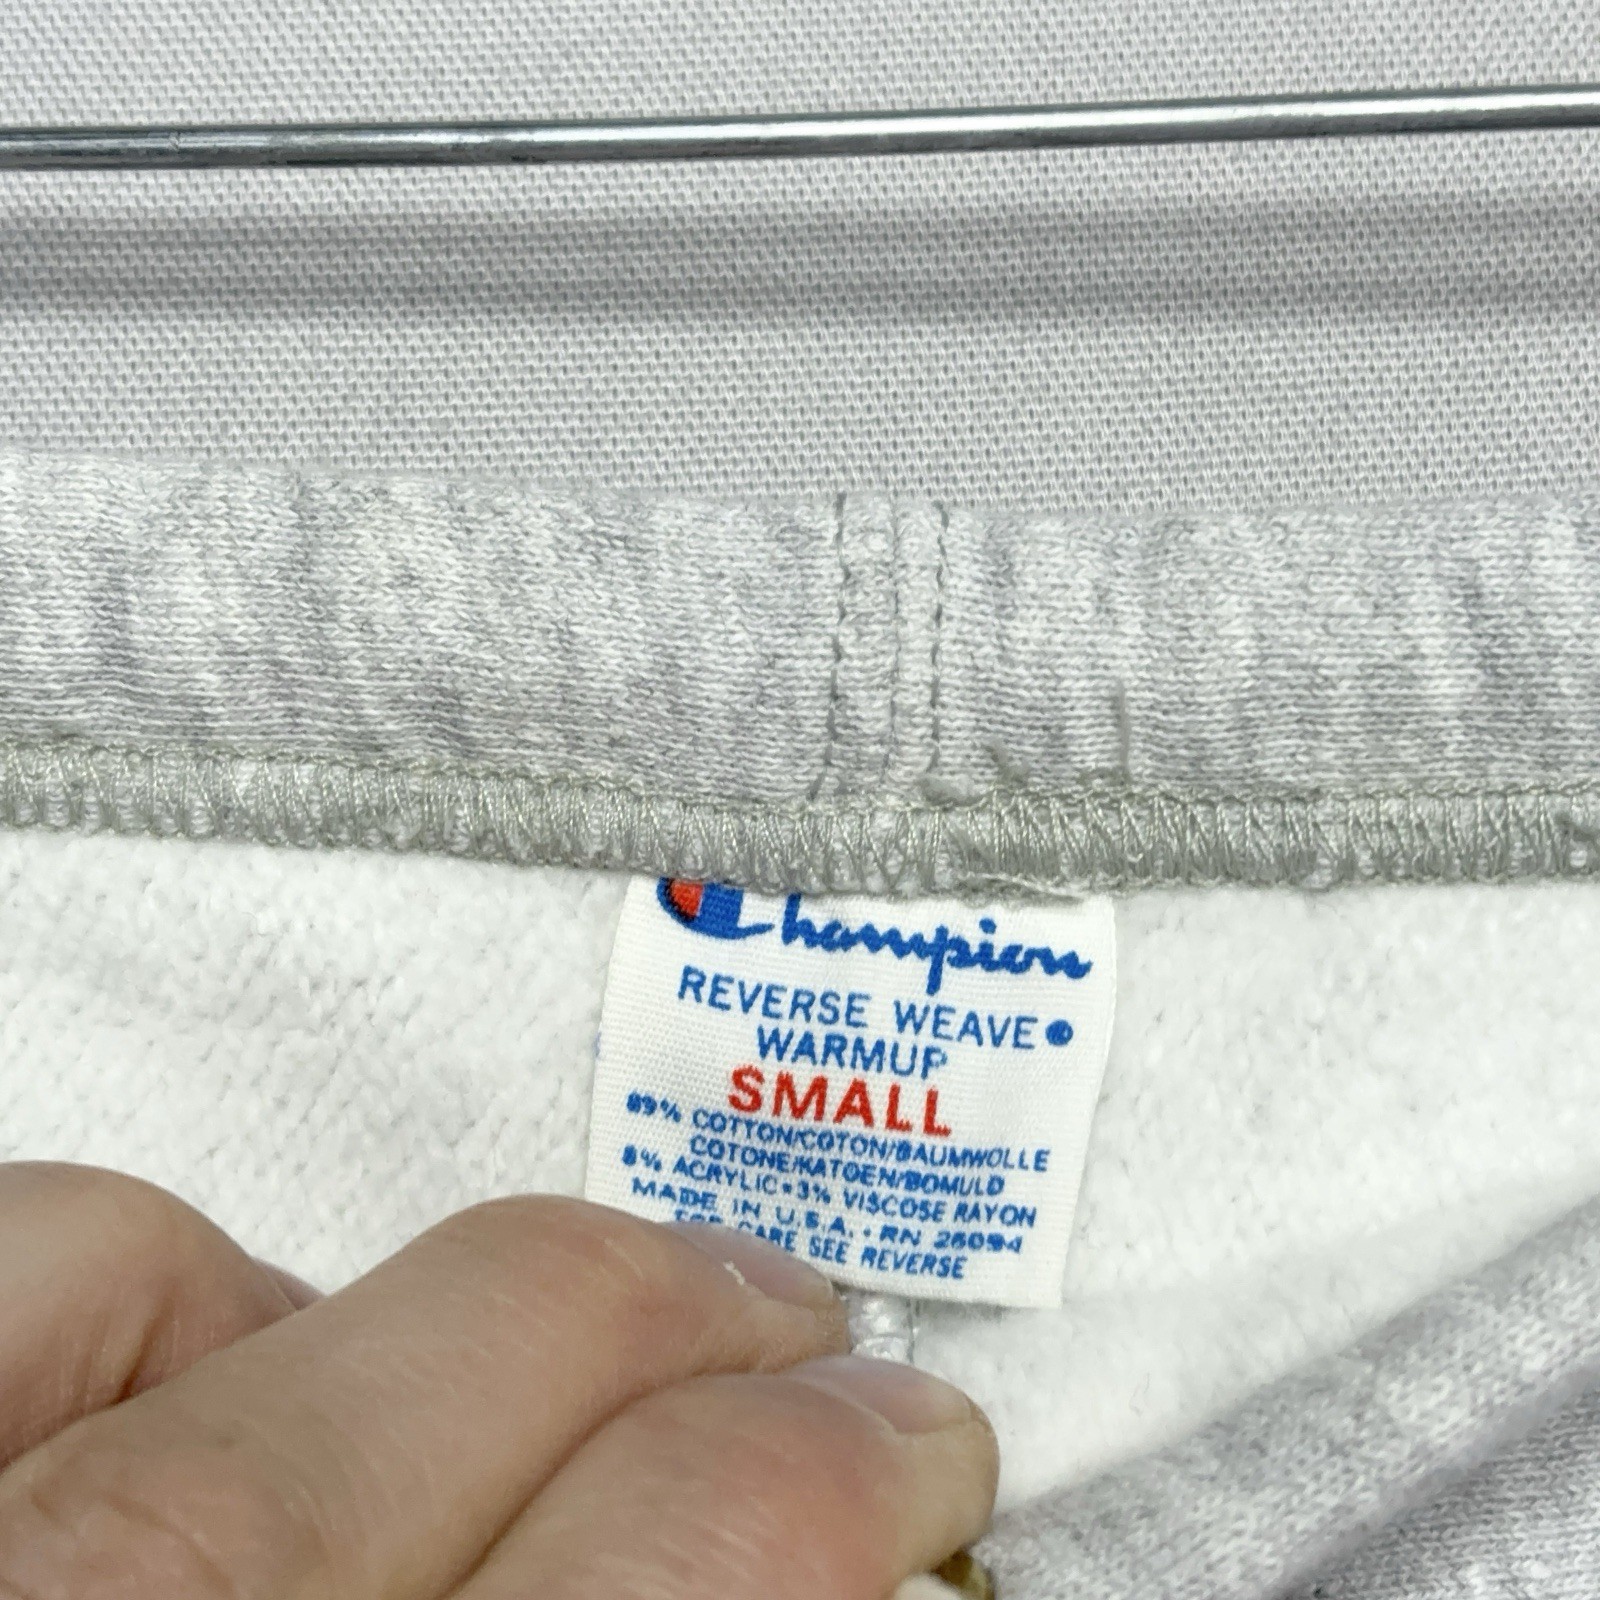 Champion
REVERSE WEAVE
WARMUP
SMALL
89% COTTON/COTON/BAUMWOLLE
COTONE/KATOEN/BOMULD
8% ACRYLIC • 3% VISCOSE RAYON
MADE IN U.S.A. • RN 26094
FOR CARE SEE REVERSE